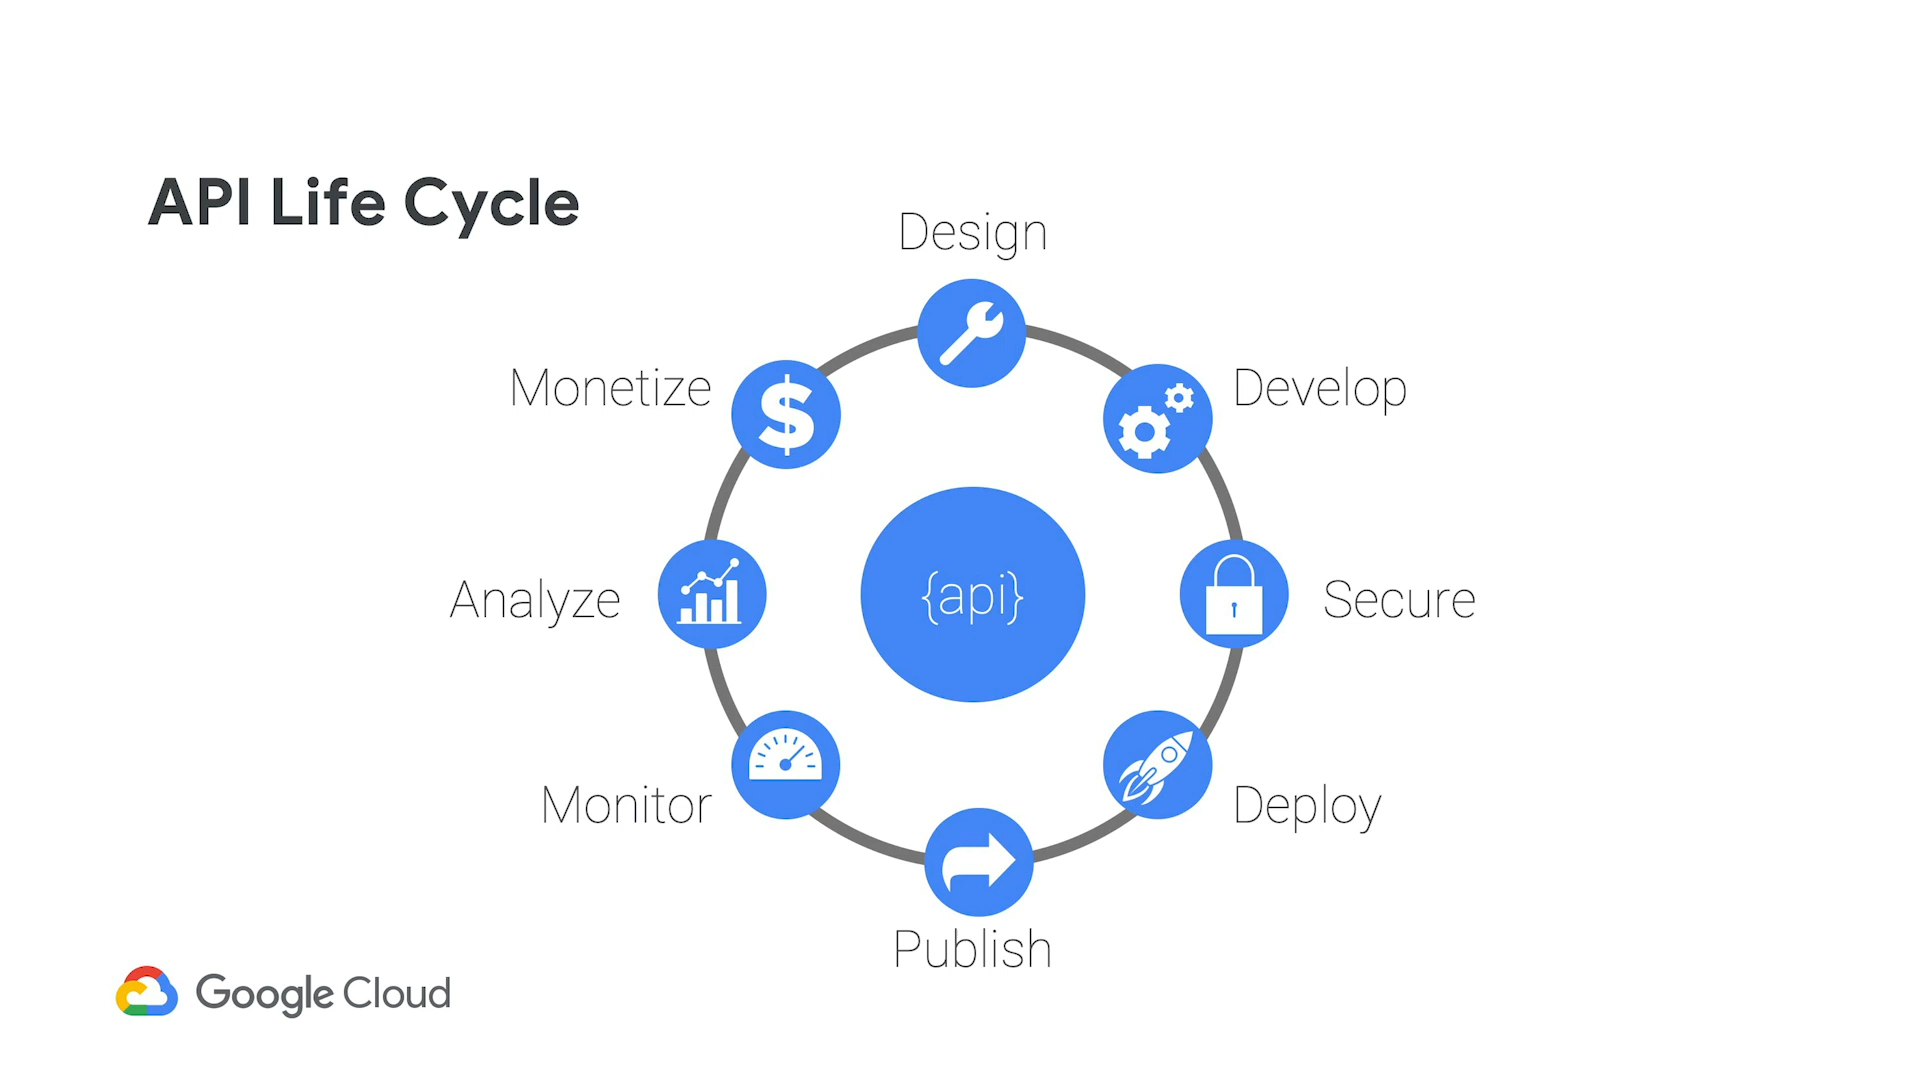 API Life Cycle
Design
Monetize
Develop
Analyze
{api}
Secure
Monitor
Deploy
Publish
Google Cloud